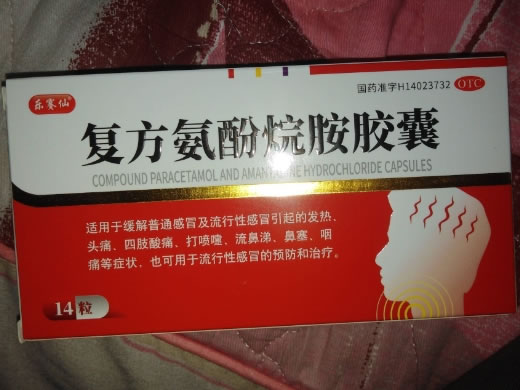 乐赛仙
国药准字H14023732 OTC
复方氨酚烷胺胶囊
COMPOUND PARACETAMOL AND AMANTADINE HYDROCHLORIDE CAPSULES
适用于缓解普通感冒及流行性感冒引起的发热、
头痛、四肢酸痛、打喷嚏、流鼻涕、鼻塞、咽
痛等症状、也可用于流行性感冒的预防和治疗。
14粒